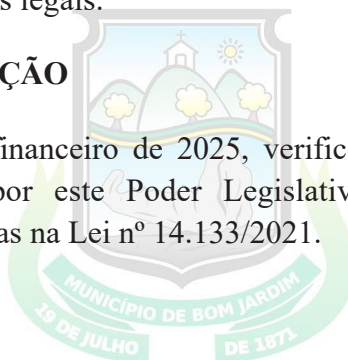 s legais.
ÇÃO
inanceiro de 2025, verific
por este Poder Legislativ
as na Lei nº 14.133/2021.
MUNICÍPIO DE BOM JARDIM
19 DE JULHO
DE 1871